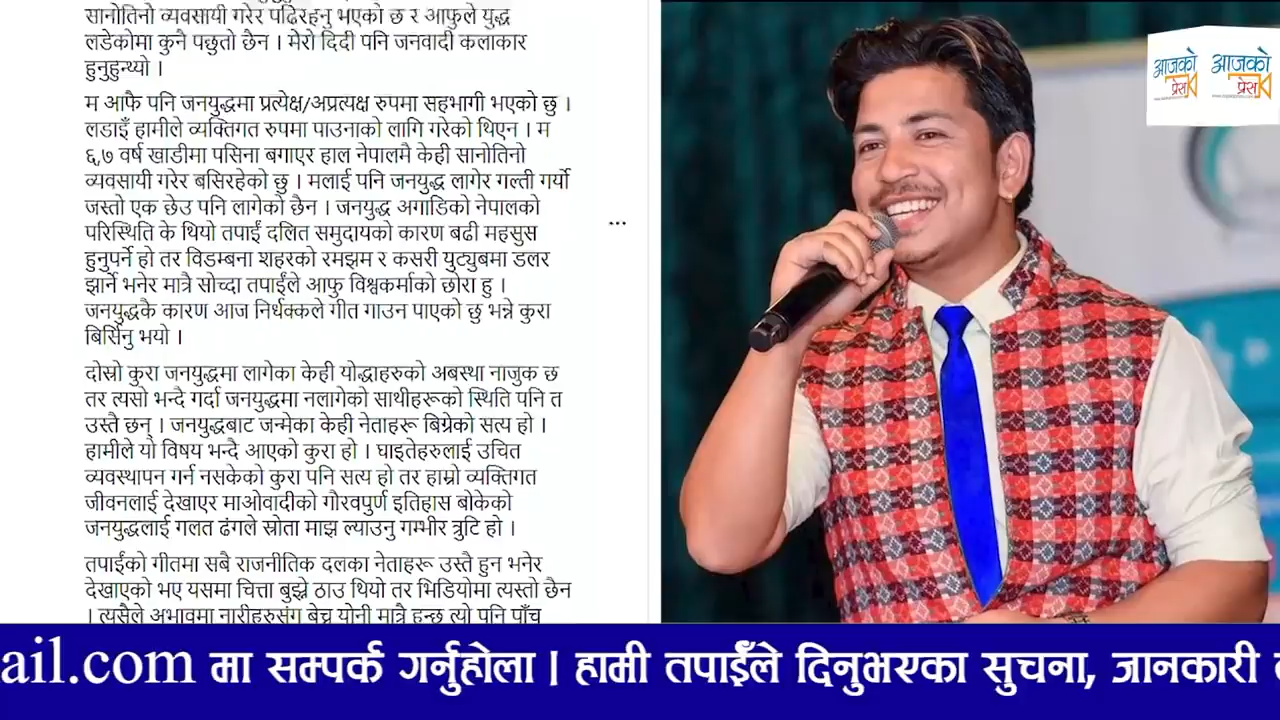 सानोतिनो व्यवसायी गरेर पढिरहनु भएको छ र आफुले युद्ध
लडेकोमा कुनै पछुतो छैन । मेरो दिदी पनि जनवादी कलाकार
हुनुहुन्थ्यो ।
म आफै पनि जनयुद्धमा प्रत्येक्ष/अप्रत्यक्ष रुपमा सहभागी भएको छु ।
लडाइँ हामीले व्यक्तिगत रुपमा पाउनाको लागि गरेको थिएन । म
६,७ वर्ष खाडीमा पसिना बगाएर हाल नेपालमै केही सानोतिनो
व्यवसायी गरेर बसिरहेको छु । मलाई पनि जनयुद्ध लागेर गल्ती गर्यो
जस्तो एक छेउ पनि लागेको छैन । जनयुद्ध अगाडिको नेपालको
परिस्थिति के थियो तपाईं दलित समुदायको कारण बढी महसुस
हुनुपर्ने हो तर विडम्बना शहरको रमझम र कसरी युट्युबमा डलर
झार्ने भनेर मात्रै सोच्दा तपाईंले आफु विश्वकर्माको छोरा हु ।
जनयुद्धकै कारण आज निर्धक्कले गीत गाउन पाएको छु भन्ने कुरा
बिर्सिनु भयो ।
दोस्रो कुरा जनयुद्धमा लागेका केही योद्धाहरुको अबस्था नाजुक छ
तर त्यसो भन्दै गर्दा जनयुद्धमा नलागेको साथीहरूको स्थिति पनि त
उस्तै छन् । जनयुद्धबाट जन्मेका केही नेताहरू बिग्रेको सत्य हो ।
हामीले यो विषय भन्दै आएको कुरा हो । घाइतेहरुलाई उचित
व्यवस्थापन गर्न नसकेको कुरा पनि सत्य हो तर हाम्रो व्यक्तिगत
जीवनलाई देखाएर माओवादीको गौरवपुर्ण इतिहास बोकेको
जनयुद्धलाई गलत ढंगले स्रोता माझ ल्याउनु गम्भीर त्रुटि हो ।
तपाईंको गीतमा सबै राजनीतिक दलका नेताहरू उस्तै हुन भनेर
देखाएको भए यसमा चित्ता बुझ्ने ठाउ थियो तर भिडियोमा त्यस्तो छैन
। त्यसैले अभावमा नारीहरुसंग बेच्न योनी मात्रै हुन्छ त्यो पनि पाँच
...
आजको प्रेस
आजको प्रेस
ail.com मा सम्पर्क गर्नुहोला । हामी तपाईँले दिनुभएका सुचना, जानकारी